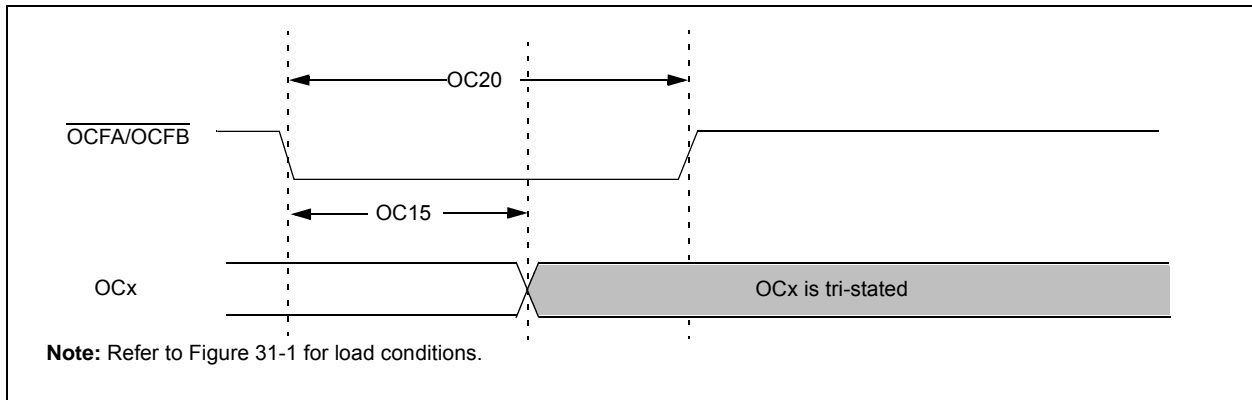 OC20
OCFA/OCFB
OC15
OCx
OCx is tri-stated
Note: Refer to Figure 31-1 for load conditions.